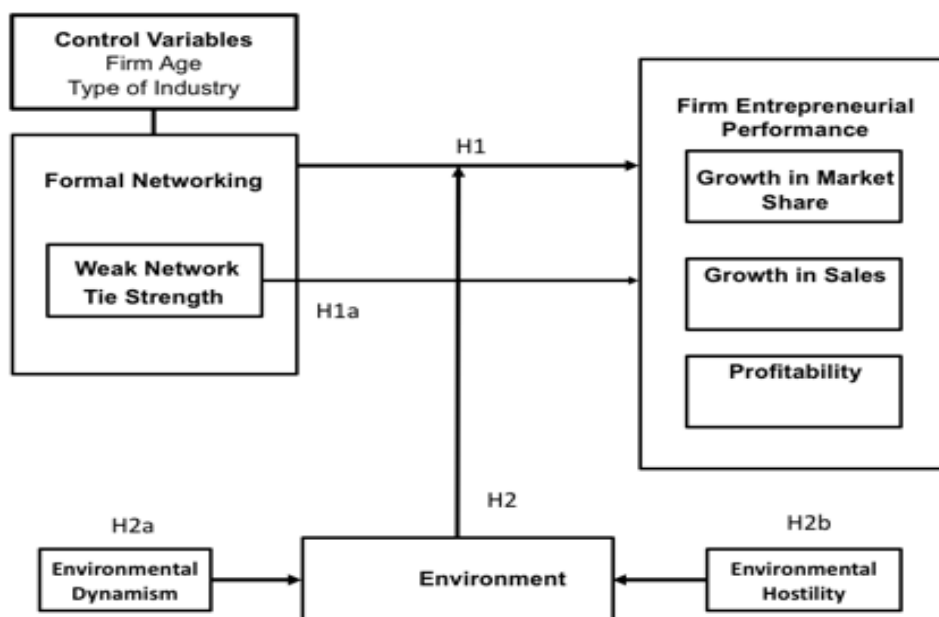 Control Variables
Firm Age
Type of Industry
Formal Networking
Weak Network
Tie Strength
H1
H1a
Firm Entrepreneurial
Performance
Growth in Market
Share
Growth in Sales
Profitability
H2
H2a
Environmental
Dynamism
Environment
H2b
Environmental
Hostility